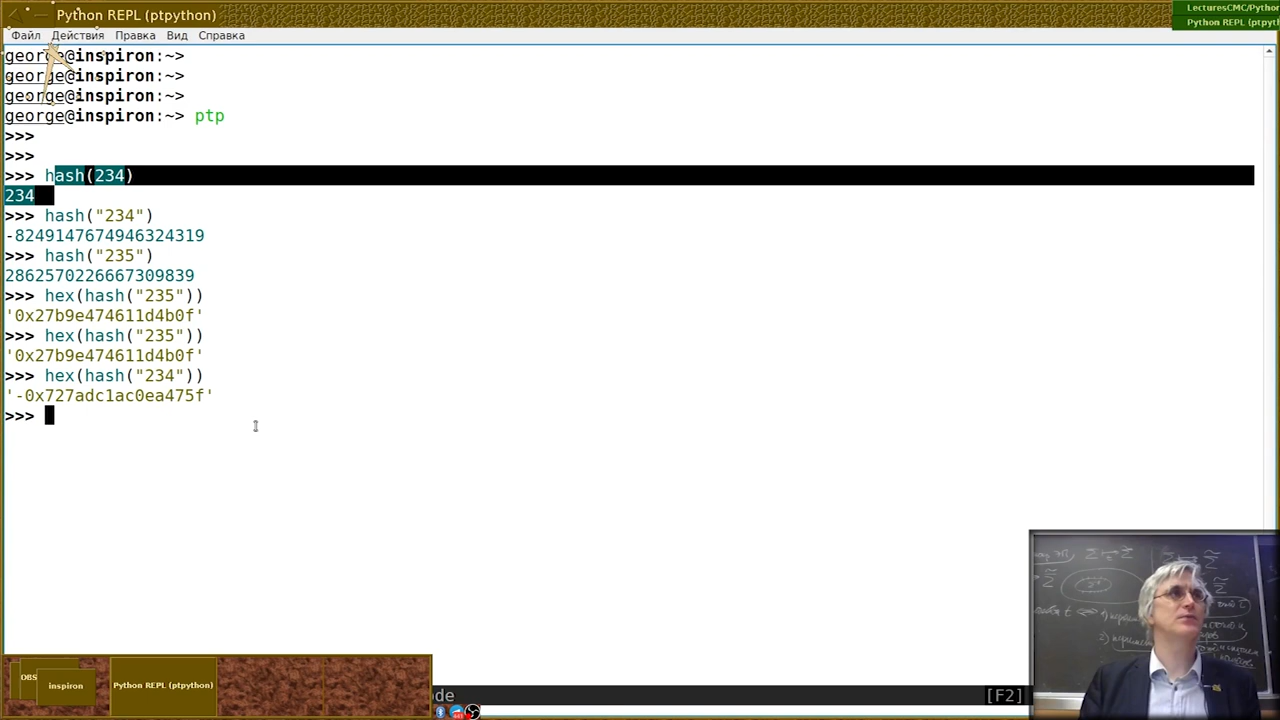 Python REPL (ptpython)
LecturesCMC/Python
Python REPL (ptpyt
Файл Действия Правка Вид Справка
george@inspiron:~>
george@inspiron:~>
george@inspiron:~>
george@inspiron:~> ptp
>>>
>>>
>>> hash(234)
234
>>> hash("234")
-8249147674946324319
>>> hash("235")
2862570226667309839
>>> hex(hash("235"))
'0x27b9e474611d4b0f'
>>> hex(hash("235"))
'0x27b9e474611d4b0f'
>>> hex(hash("234"))
'-0x727adc1ac0ea475f'
>>>
OBS
inspiron
Python REPL (ptpython)
de
[F2]